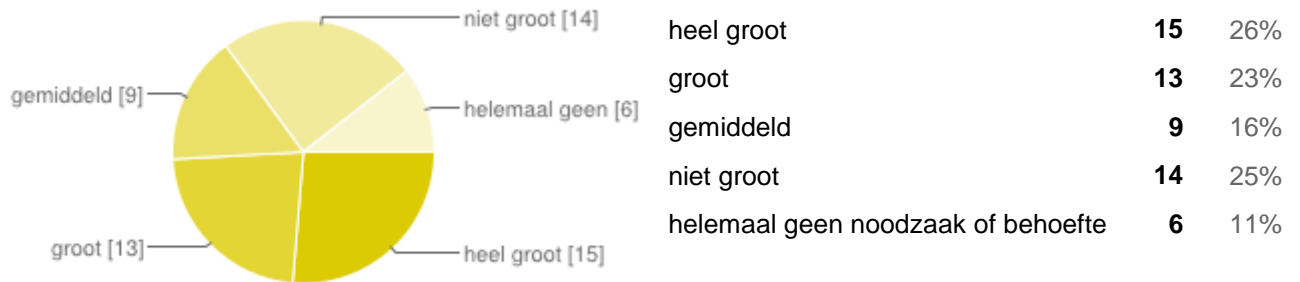 niet groot [14]
gemiddeld [9]
helemaal geen [6]
groot [13]
heel groot [15]
heel groot 15 26%
groot 13 23%
gemiddeld 9 16%
niet groot 14 25%
helemaal geen noodzaak of behoefte 6 11%